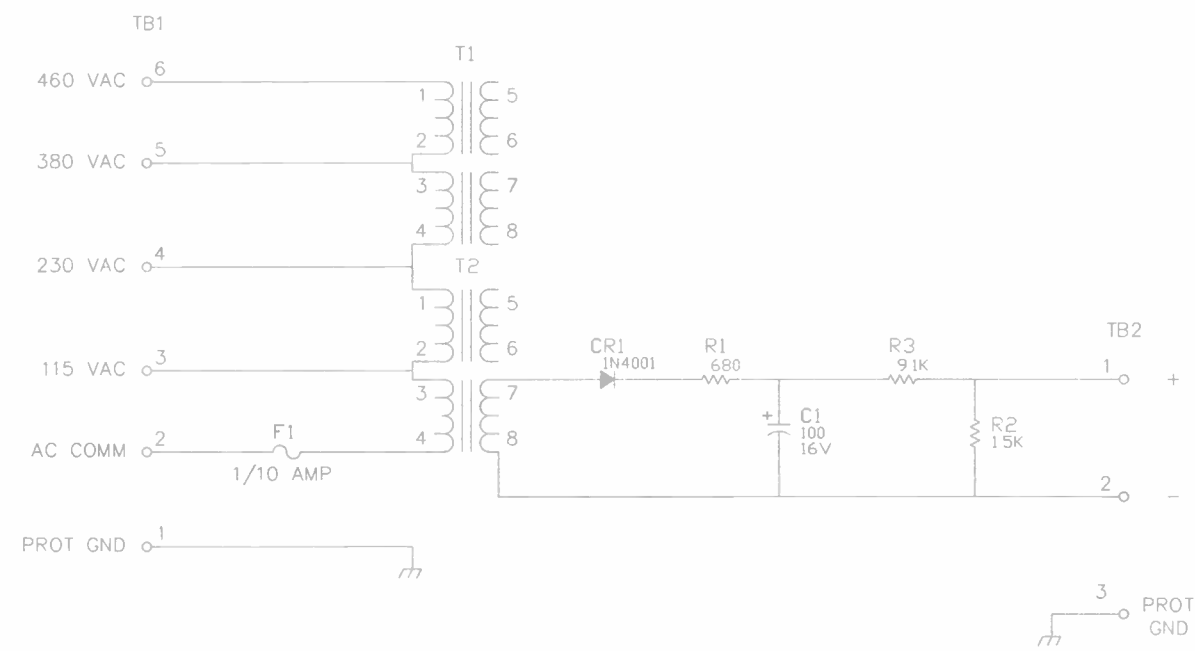 TB1
T1
460 VAC 6
1 5
2 6
380 VAC 5
3 7
4 8
230 VAC 4
T2
1 5
2 6
115 VAC 3
3 7
4 8
CR1
1N4001
R1
680
R3
91K
TB2
1 +
+ C1
100
16V
R2
15K
AC COMM 2
F1
1/10 AMP
2 -
PROT GND 1
3 PROT
GND